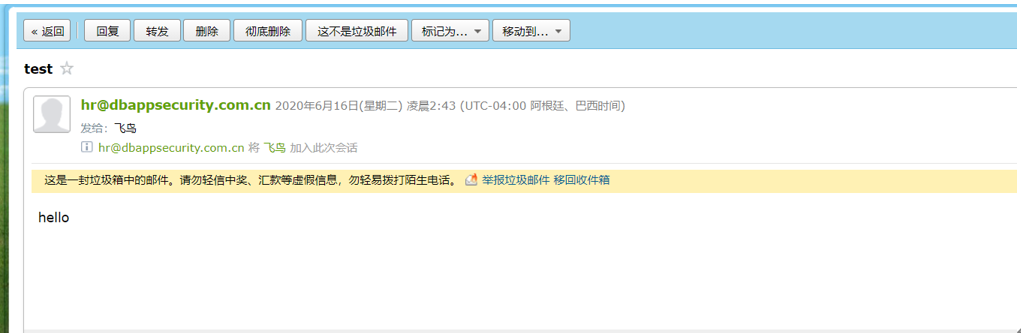 « 返回 回复 转发 删除 彻底删除 这不是垃圾邮件 标记为... 移动到...
test
hr@dbappsecurity.com.cn 2020年6月16日(星期二) 凌晨2:43 (UTC-04:00 阿根廷、巴西时间)
发给：飞鸟
hr@dbappsecurity.com.cn 将 飞鸟 加入此次会话
这是一封垃圾箱中的邮件。请勿轻信中奖、汇款等虚假信息，勿轻易拨打陌生电话。 举报垃圾邮件 移回收件箱
hello